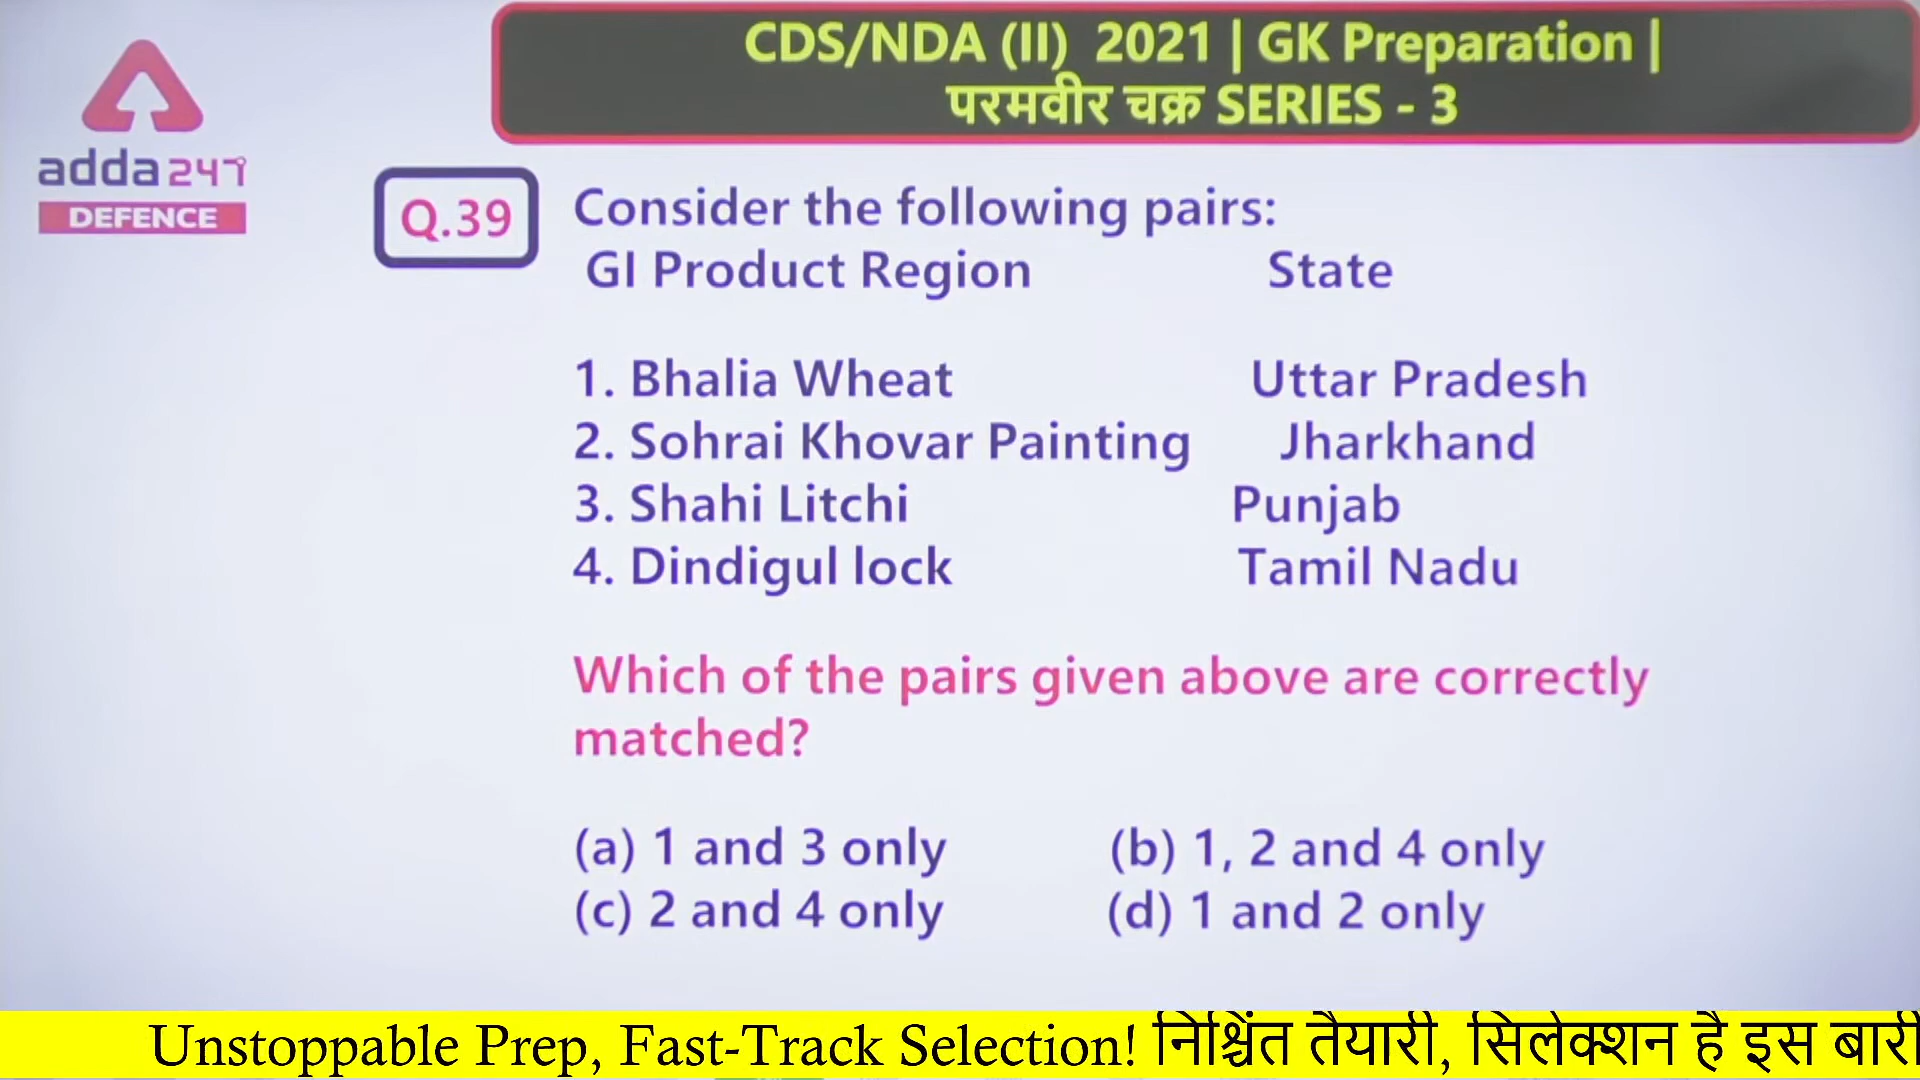 CDS/NDA (II) 2021 | GK Preparation |
परमवीर चक्र SERIES - 3
adda247
DEFENCE
Q.39
Consider the following pairs:
GI Product Region State
1. Bhalia Wheat Uttar Pradesh
2. Sohrai Khovar Painting Jharkhand
3. Shahi Litchi Punjab
4. Dindigul lock Tamil Nadu
Which of the pairs given above are correctly
matched?
(a) 1 and 3 only (b) 1, 2 and 4 only
(c) 2 and 4 only (d) 1 and 2 only
Unstoppable Prep, Fast-Track Selection! निश्चिंत तैयारी, सिलेक्शन है इस बारी